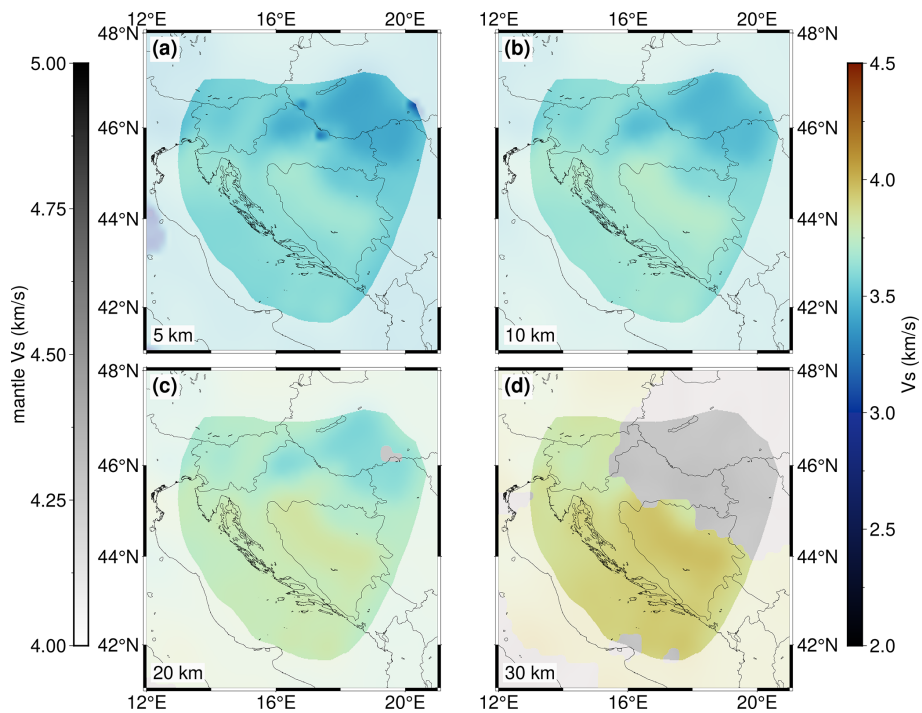 12°E 16°E 20°E 12°E 16°E 20°E
(a) (b)
48°N 48°N
5.00 4.5
46°N 46°N
4.75 4.0
44°N 44°N
42°N 42°N
5 km 10 km
mantle Vs (km/s) 4.50 3.5 Vs (km/s)
(c) (d)
48°N
3.0
46°N 46°N
4.25 2.5
44°N 44°N
4.00 42°N 42°N 2.0
20 km 30 km
12°E 16°E 20°E 12°E 16°E 20°E